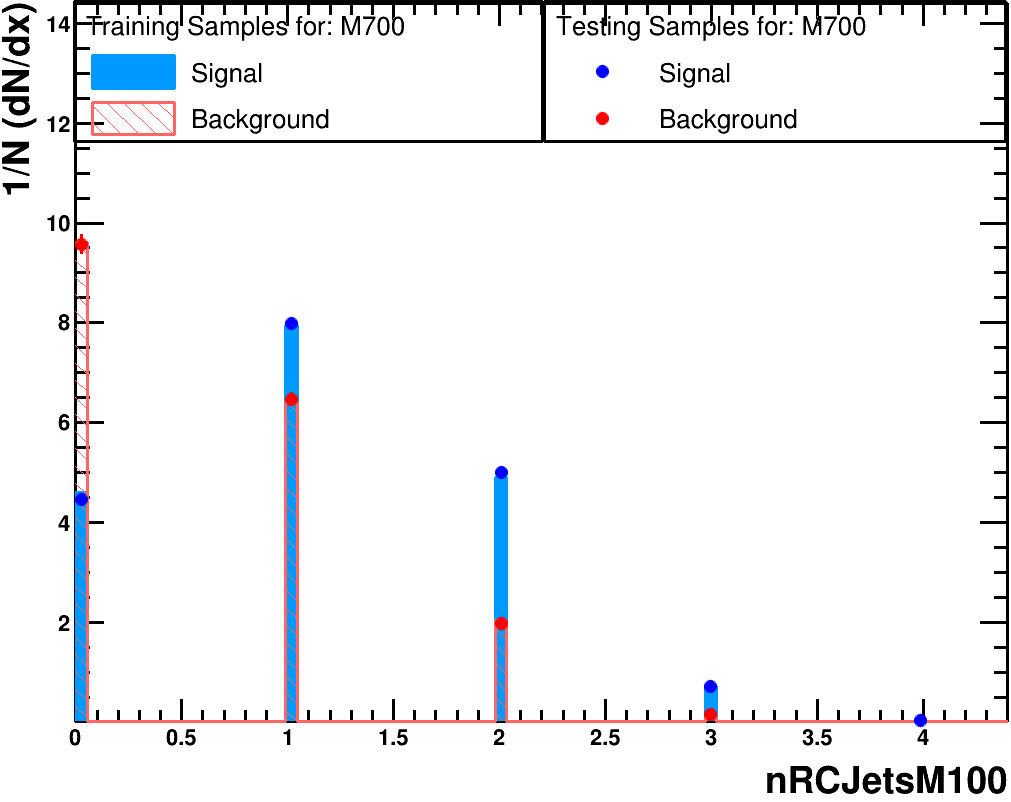 1/N (dN/dx)
Training Samples for: M700
Signal
Background
Testing Samples for: M700
Signal
Background
14
12
10
8
6
4
2
0 0.5 1 1.5 2 2.5 3 3.5 4
nRCJetsM100